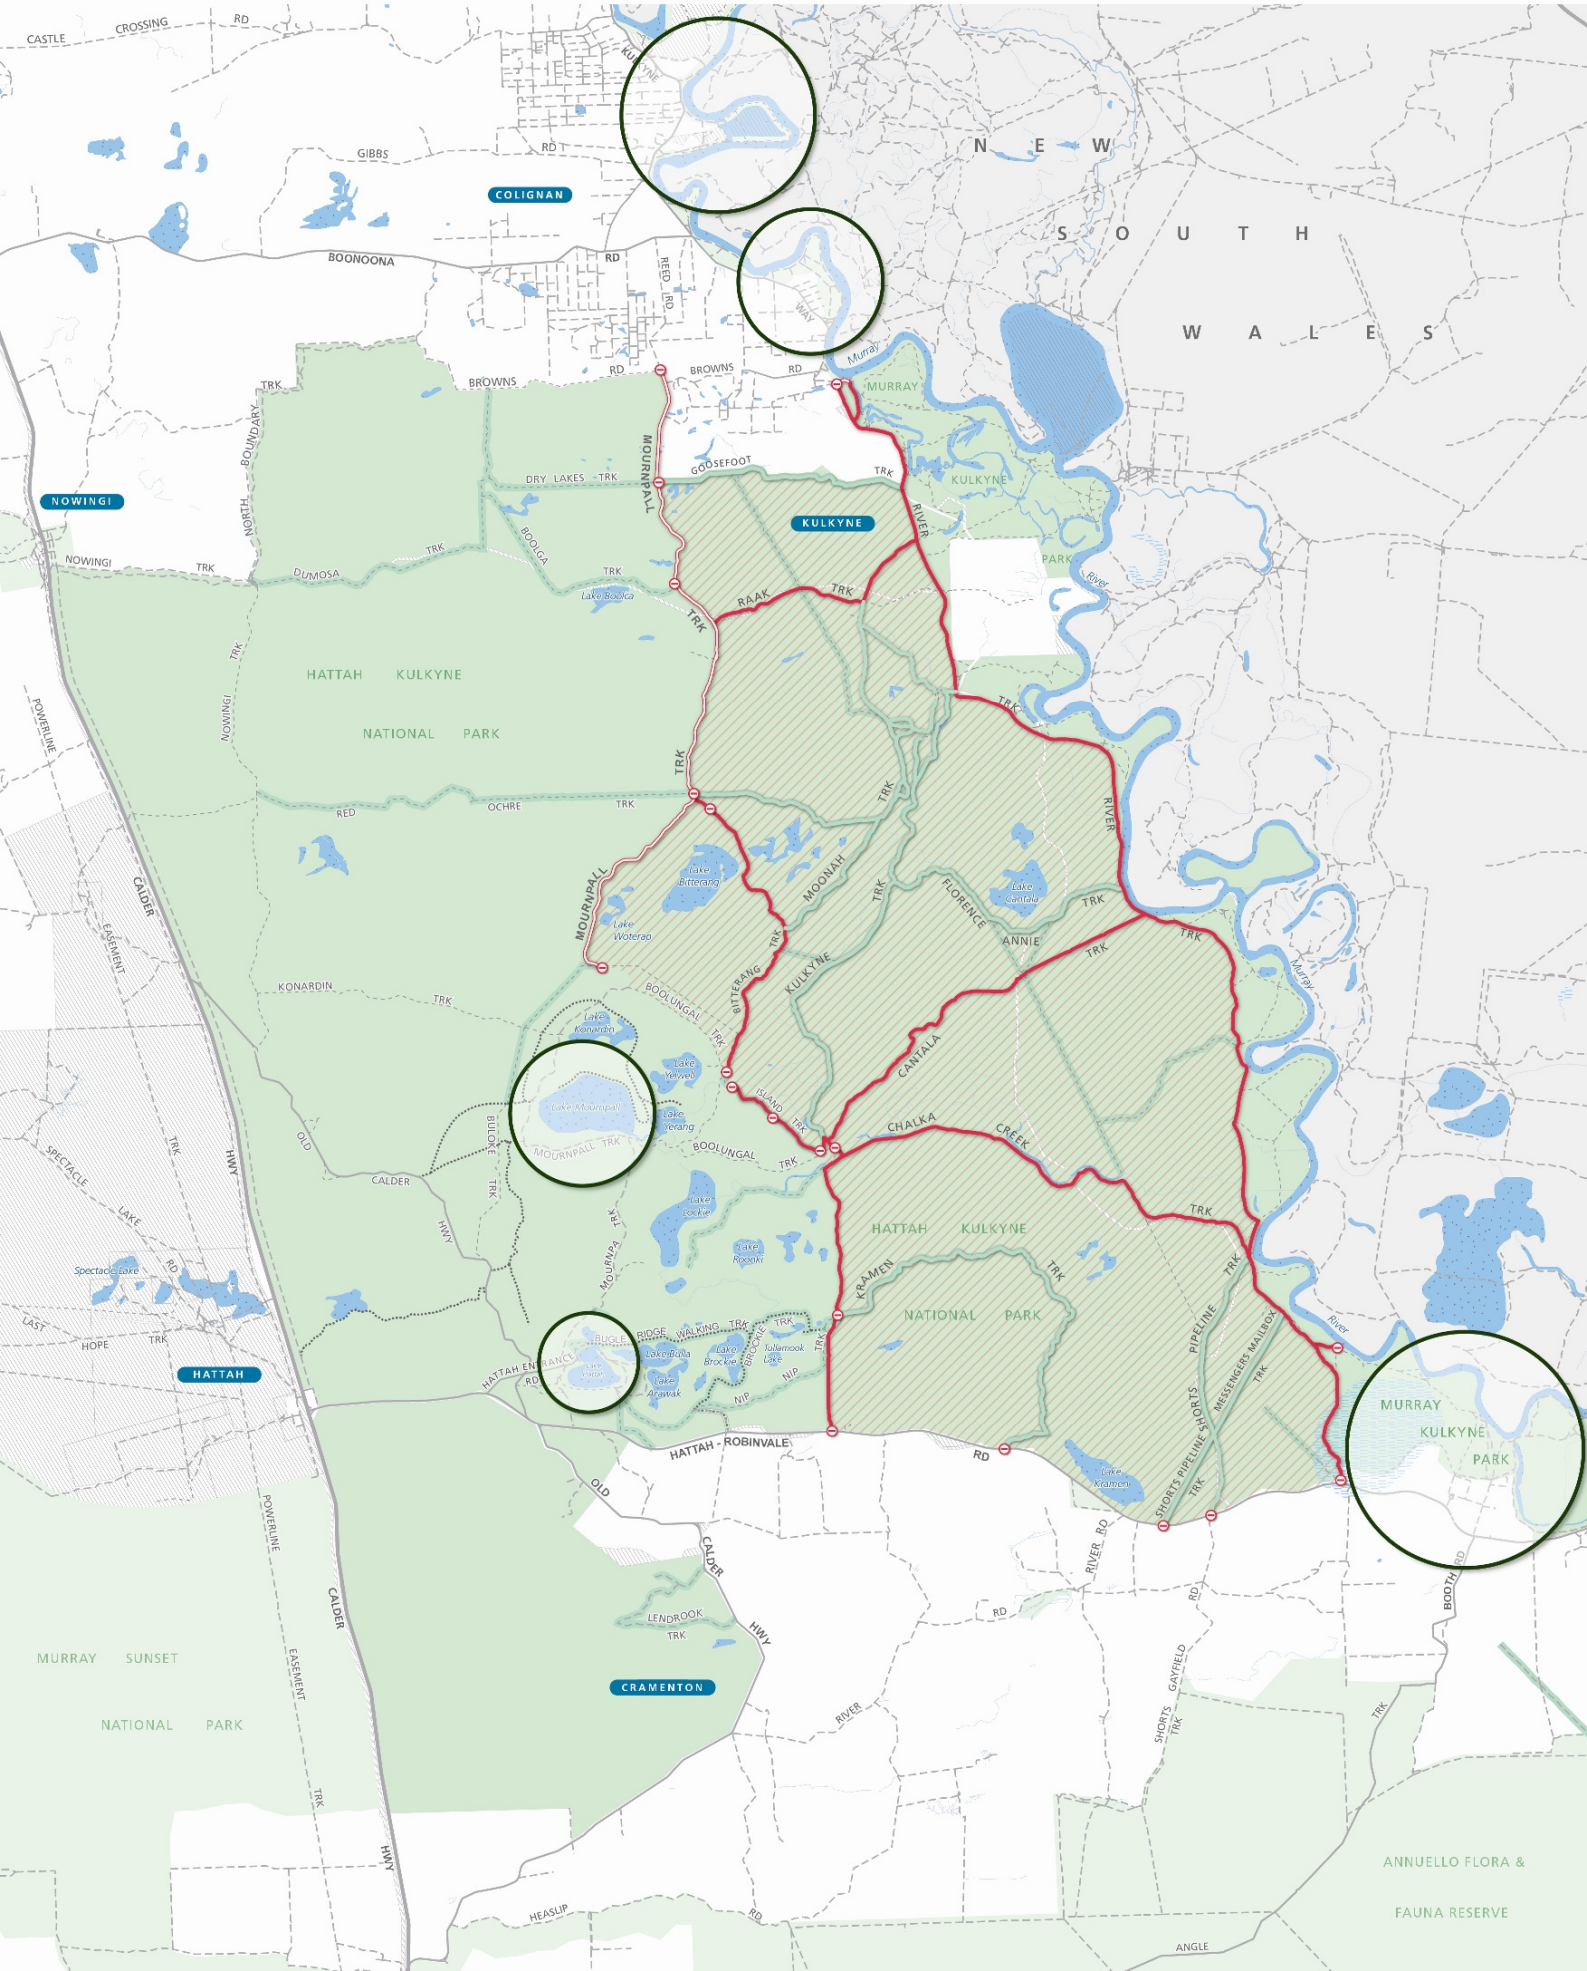 CASTLE
CROSSING
RD
KULKYNE
GIBBS
RD
COLIGNAN
BOONOONA
RD
REED
RD
WAY
N E W
S O U T H
W A L E S
Murray
MURRAY
TRK
BROWNS
RD
BROWNS
RD
BOUNDARY
NORTH
MOURNPALL
DRY LAKES TRK
GOOSEFOOT
TRK
KULKYNE
NOWINGI
KULKYNE
RIVER
BOOLGA
TRK
PARK
NOWINGI
TRK
DUMOSA
TRK
River
Lake Boolca
RAAK
TRK
TRK
TRK
NOWINGI
HATTAH KULKYNE
NATIONAL PARK
POWERLINE
TRK
TRK
TRK
RED
OCHRE
TRK
RIVER
CALDER
MOURNPALL
Lake
Bitterang
MOONAH
TRK
FLORENCE
Lake
Cantala
TRK
EASEMENT
Lake
Woterap
TRK
ANNIE
TRK
TRK
BITTERANG
KULKYNE
Murray
KONARDIN
TRK
BOOLUNGAL
TRK
Lake
Konardin
CANTALA
Lake
Yelwell
ISLAND
TRK
Lake Mournpall
Lake
Yerang
CHALKA
CREEK
TRK
OLD
BULOKE
TRK
MOURNPALL TRK
BOOLUNGAL
TRK
SPECTACLE
LAKE
RD
HWY
CALDER
HWY
Lake
Lockie
TRK
MOURNPA
HATTAH KULKYNE
TRK
Lake
Roonki
KRAMEN
TRK
TRK
Spectacle Lake
NATIONAL PARK
PIPELINE
SHORTS
MESSENGERS MAILBOX
TRK
River
LAST
HOPE
TRK
BUGLE RIDGE WALKING TRK
BROCKIE
TRK
TRK
HATTAH
HATTAH ENTRANCE
RD
Lake
Hattah
Lake Bulla
Lake
Brockie
Tullamook
Lake
Lake
Arawak
NIP
NIP
MURRAY
KULKYNE
PARK
HATTAH - ROBINVALE
RD
Lake
Kramen
SHORTS PIPELINE
TRK
OLD
POWERLINE
RIVER RD
CALDER
HWY
BOOTH RD
CALDER
LENDROOK
TRK
RD
RD
MURRAY SUNSET
NATIONAL PARK
EASEMENT
TRK
CRAMENTON
SHORTS GAYFIELD
TRK
RIVER
TRK
HWY
ANNUELLO FLORA &
FAUNA RESERVE
HEASLIP
RD
ANGLE